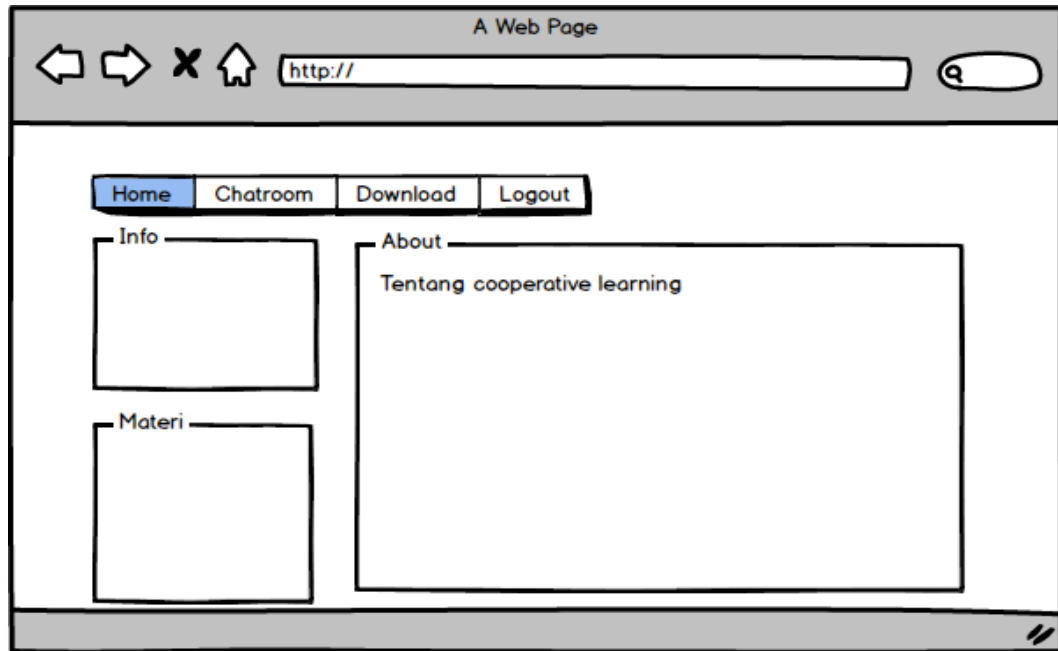 A Web Page
http://
Home Chatroom Download Logout
Info
About
Tentang cooperative learning
Materi